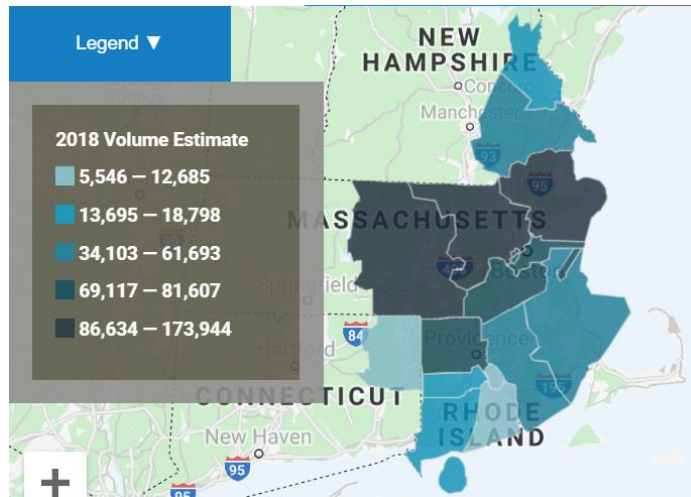 Legend ▼
NEW
HAMPSHIRE
Concord
Manchester
93
2018 Volume Estimate
5,546 — 12,685
13,695 — 18,798
34,103 — 61,693
69,117 — 81,607
86,634 — 173,944
95
MASSACHUSETTS
Boston
495
Springfield
84
Hartford
Providence
195
CONNECTICUT
RHODE
ISLAND
New Haven
95
95
+